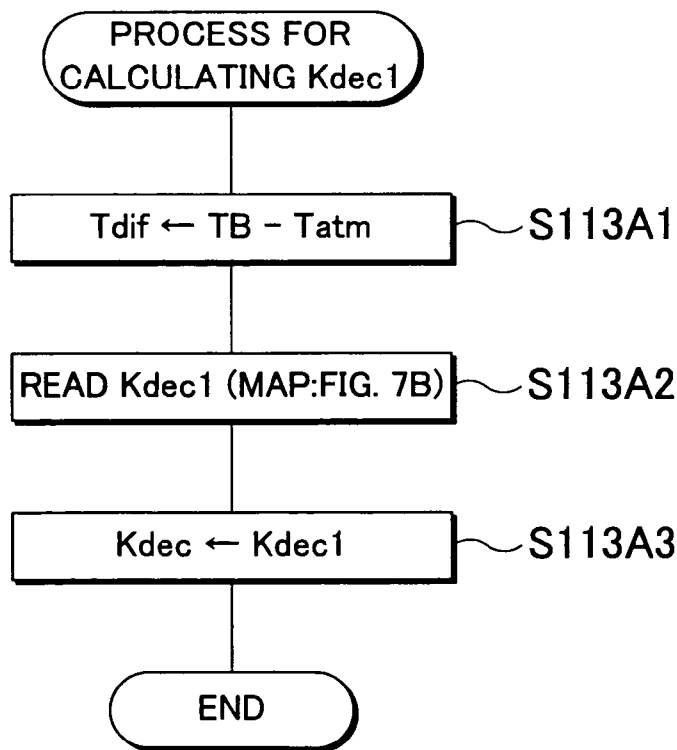 PROCESS FOR
CALCULATING Kdec1
Tdif ← TB - Tatm
S113A1
READ Kdec1 (MAP:FIG. 7B)
S113A2
Kdec ← Kdec1
S113A3
END